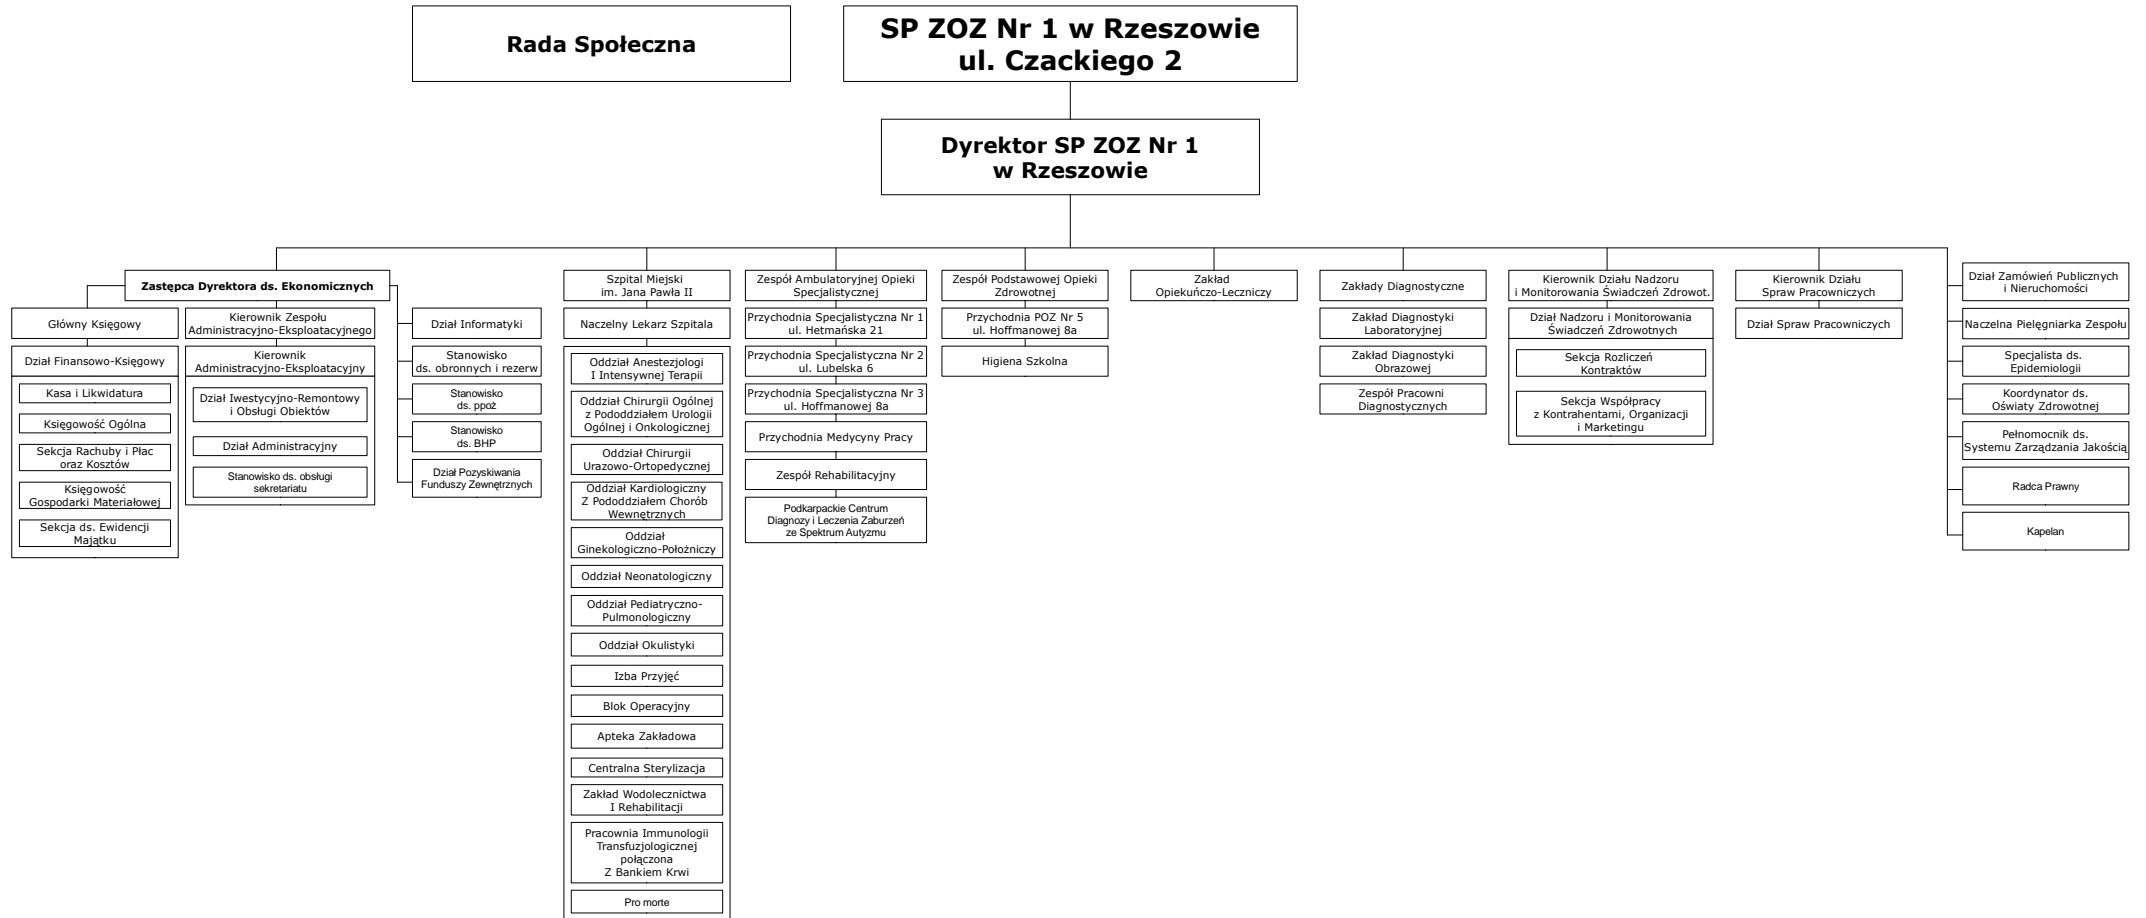 Rada Społeczna
SP ZOZ Nr 1 w Rzeszowie
ul. Czackiego 2
Dyrektor SP ZOZ Nr 1
w Rzeszowie
Zastępca Dyrektora ds. Ekonomicznych
Główny Księgowy
Dział Finansowo-Księgowy
Kasa i Likwidatura
Księgowość Ogólna
Sekcja Rachuby i Płac
oraz Kosztów
Księgowość
Gospodarki Materiałowej
Sekcja ds. Ewidencji
Majątku
Kierownik Zespołu
Administracyjno-Eksploatacyjnego
Kierownik
Administracyjno-Eksploatacyjny
Dział Iwestycyjno-Remontowy
i Obsługi Obiektów
Dział Administracyjny
Stanowisko ds. obsługi
sekretariatu
Dział Informatyki
Stanowisko
ds. obronnych i rezerw
Stanowisko
ds. ppoż
Stanowisko
ds. BHP
Dział Pozyskiwania
Funduszy Zewnętrznych
Szpital Miejski
im. Jana Pawła II
Naczelny Lekarz Szpitala
Oddział Anestezjologi
I Intensywnej Terapii
Oddział Chirurgii Ogólnej
z Pododdziałem Urologii
Ogólnej i Onkologicznej
Oddział Chirurgii
Urazowo-Ortopedycznej
Oddział Kardiologiczny
Z Pododdziałem Chorób
Wewnętrznych
Oddział
Ginekologiczno-Położniczy
Oddział Neonatologiczny
Oddział Pediatryczno-
Pulmonologiczny
Oddział Okulistyki
Izba Przyjęć
Blok Operacyjny
Apteka Zakładowa
Centralna Sterylizacja
Zakład Wodolecznictwa
I Rehabilitacji
Pracownia Immunologii
Transfuzjologicznej
połączona
Z Bankiem Krwi
Pro morte
Zespół Ambulatoryjnej Opieki
Specjalistycznej
Przychodnia Specjalistyczna Nr 1
ul. Hetmańska 21
Przychodnia Specjalistyczna Nr 2
ul. Lubelska 6
Przychodnia Specjalistyczna Nr 3
ul. Hoffmanowej 8a
Przychodnia Medycyny Pracy
Zespół Rehabilitacyjny
Podkarpackie Centrum
Diagnozy i Leczenia Zaburzeń
ze Spektrum Autyzmu
Zespół Podstawowej Opieki
Zdrowotnej
Przychodnia POZ Nr 5
ul. Hoffmanowej 8a
Higiena Szkolna
Zakład
Opiekuńczo-Leczniczy
Zakłady Diagnostyczne
Zakład Diagnostyki
Laboratoryjnej
Zakład Diagnostyki
Obrazowej
Zespół Pracowni
Diagnostycznych
Kierownik Działu Nadzoru
i Monitorowania Świadczeń Zdrowot.
Dział Nadzoru i Monitorowania
Świadczeń Zdrowotnych
Sekcja Rozliczeń
Kontraktów
Sekcja Współpracy
z Kontrahentami, Organizacji
i Marketingu
Kierownik Działu
Spraw Pracowniczych
Dział Spraw Pracowniczych
Dział Zamówień Publicznych
i Nieruchomości
Naczelna Pielęgniarka Zespołu
Specjalista ds.
Epidemiologii
Koordynator ds.
Oświaty Zdrowotnej
Pełnomocnik ds.
Systemu Zarządzania Jakością
Radca Prawny
Kapelan